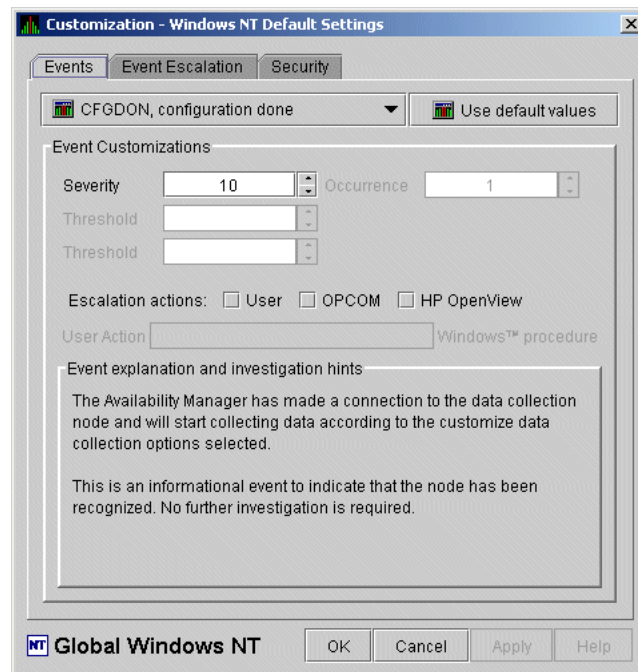 Customization - Windows NT Default Settings
Events Event Escalation Security
CFGDON, configuration done Use default values
Event Customizations
Severity 10 Occurrence 1
Threshold
Threshold
Escalation actions: User OPCOM HP OpenView
User Action Windows™ procedure
Event explanation and investigation hints
The Availability Manager has made a connection to the data collection
node and will start collecting data according to the customize data
collection options selected.
This is an informational event to indicate that the node has been
recognized. No further investigation is required.
NT Global Windows NT OK Cancel Apply Help